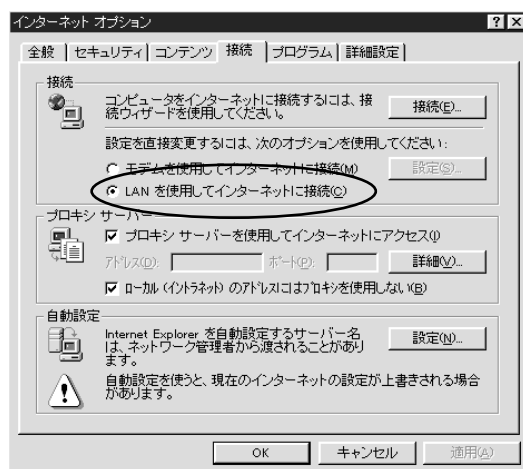 インターネット オプション
全般 セキュリティ コンテンツ 接続 プログラム 詳細設定
接続
コンピュータをインターネットに接続するには、接
続ウィザードを使用してください。
接続(E)...
設定を直接変更するには、次のオプションを使用してください:
モデムを使用してインターネットに接続(M)
設定(S)...
LAN を使用してインターネットに接続(C)
プロキシ サーバー
プロキシ サーバーを使用してインターネットにアクセス(I)
アドレス(D):
ポート(P):
詳細(V)...
ローカル (イントラネット) のアドレスにはプロキシを使用しない(B)
自動設定
Internet Explorer を自動設定するサーバー名
は、ネットワーク管理者から渡されることがあり
ます。
設定(N)...
自動設定を使うと、現在のインターネットの設定が上書きされる場合
があります。
OK
キャンセル
適用(A)